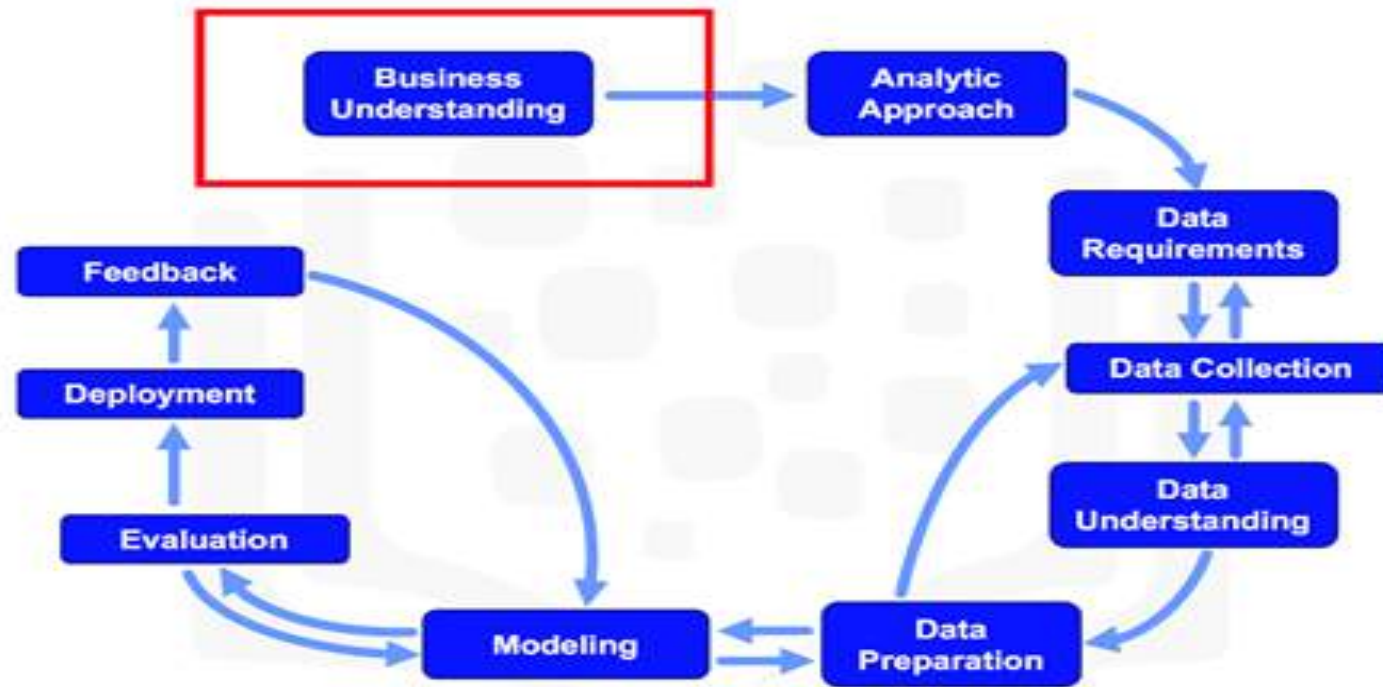 Business
Understanding
Analytic
Approach
Data
Requirements
Feedback
Data Collection
Deployment
Data
Understanding
Evaluation
Modeling
Data
Preparation